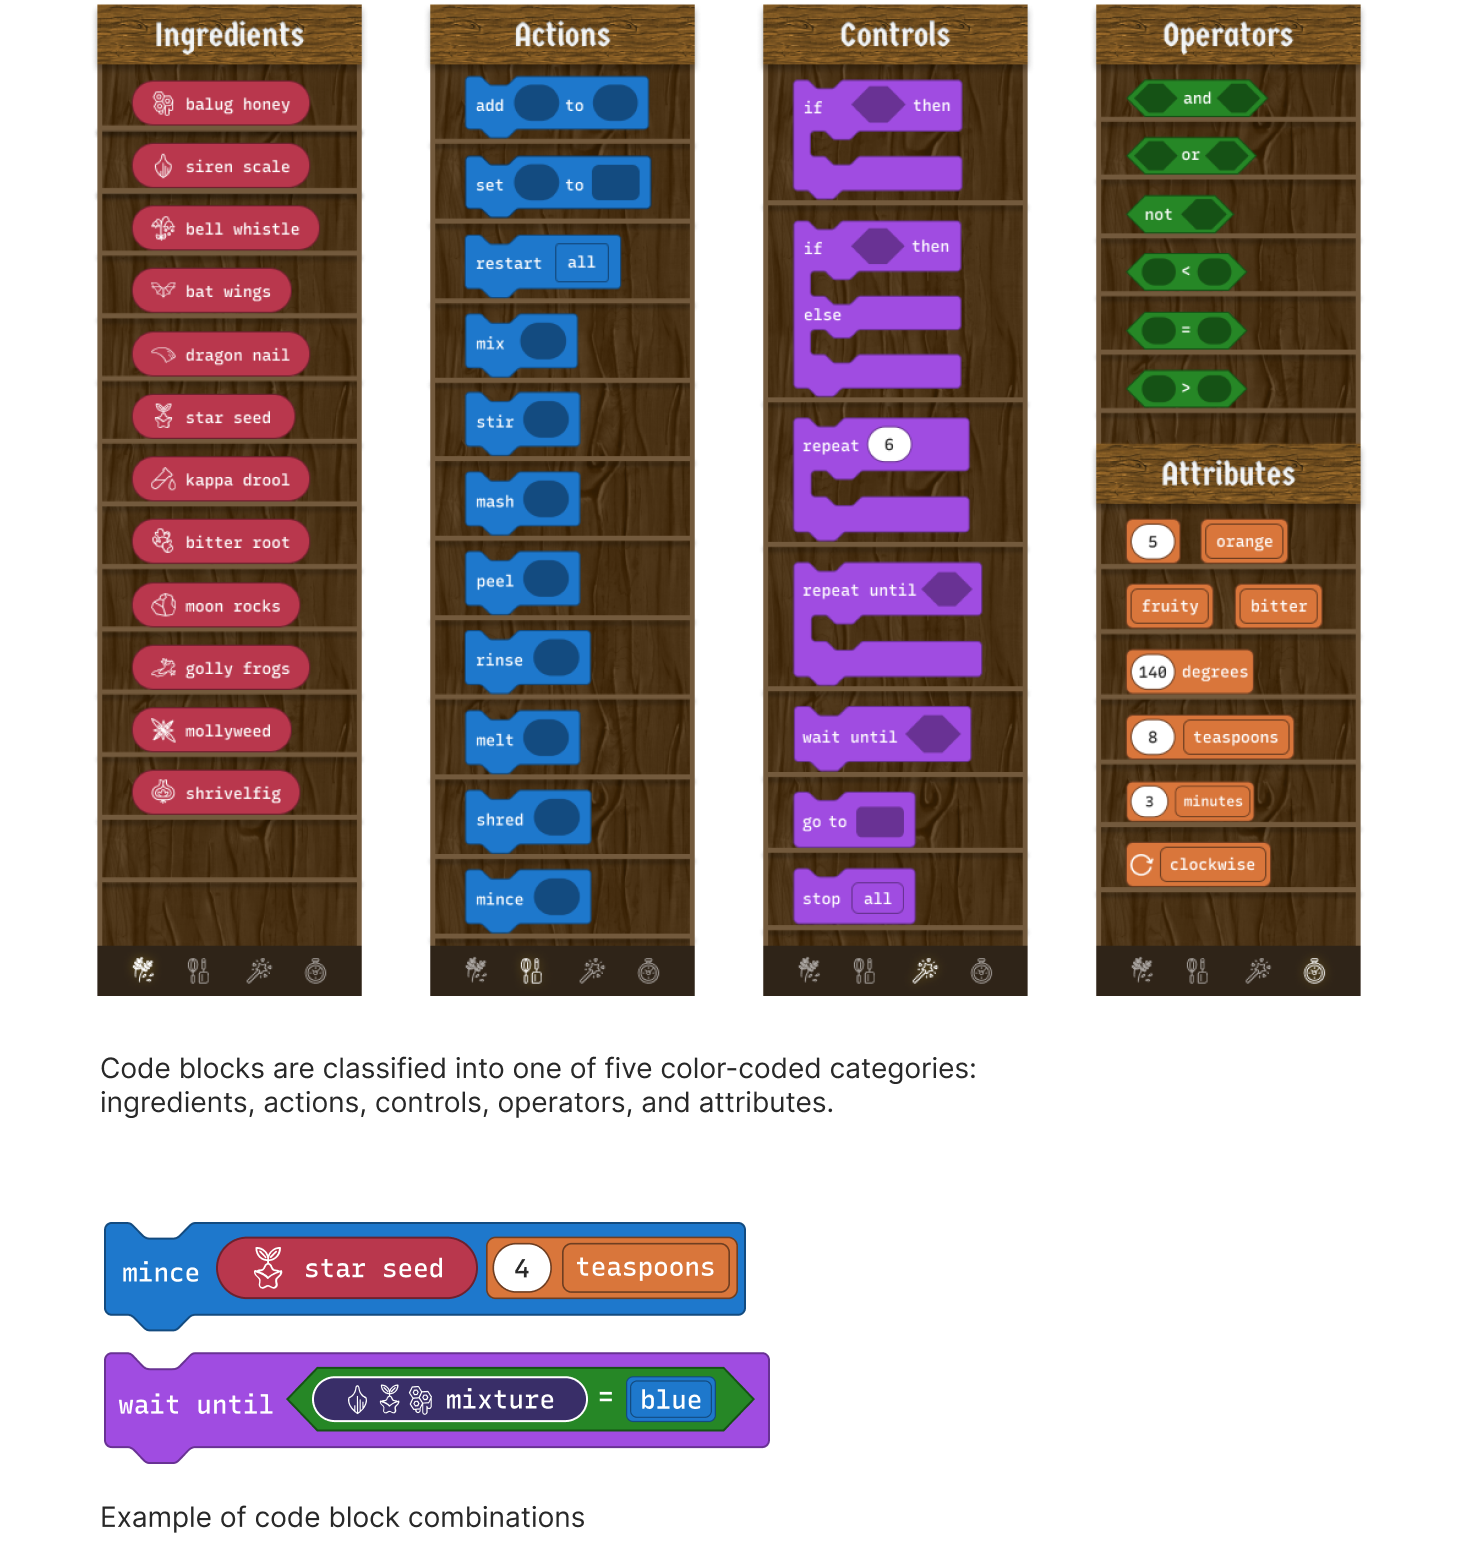 Ingredients
balug honey
siren scale
bell whistle
bat wings
dragon nail
star seed
kappa drool
bitter root
moon rocks
golly frogs
mollyweed
shrivelfig
Actions
add to
set to
restart all
mix
stir
mash
peel
rinse
melt
shred
mince
Controls
if then
if then
else
repeat 6
repeat until
wait until
go to
stop all
Operators
and
or
not
<
=
>
Attributes
5 orange
fruity bitter
140 degrees
8 teaspoons
3 minutes
clockwise
Code blocks are classified into one of five color-coded categories:
ingredients, actions, controls, operators, and attributes.
mince star seed 4 teaspoons
wait until mixture = blue
Example of code block combinations